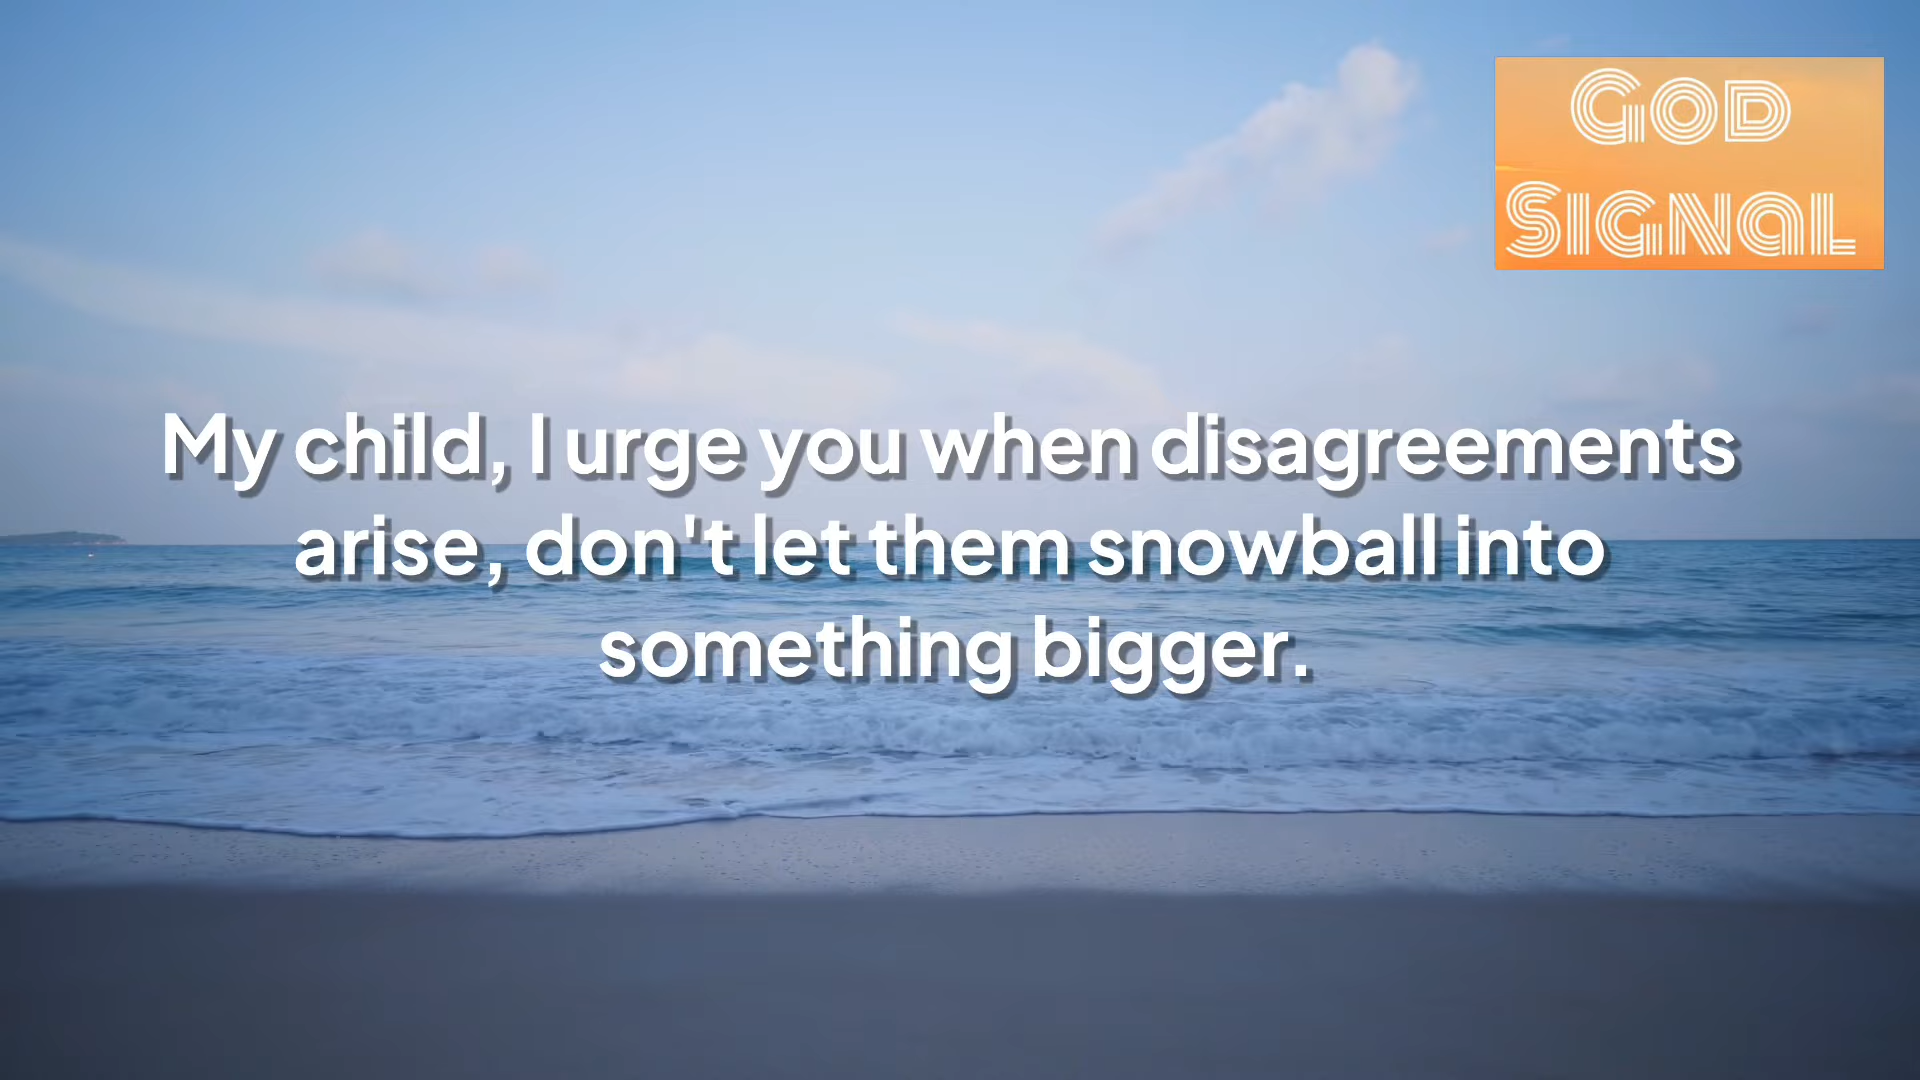 GOD
SIGNAL
My child, I urge you when disagreements
arise, don't let them snowball into
something bigger.